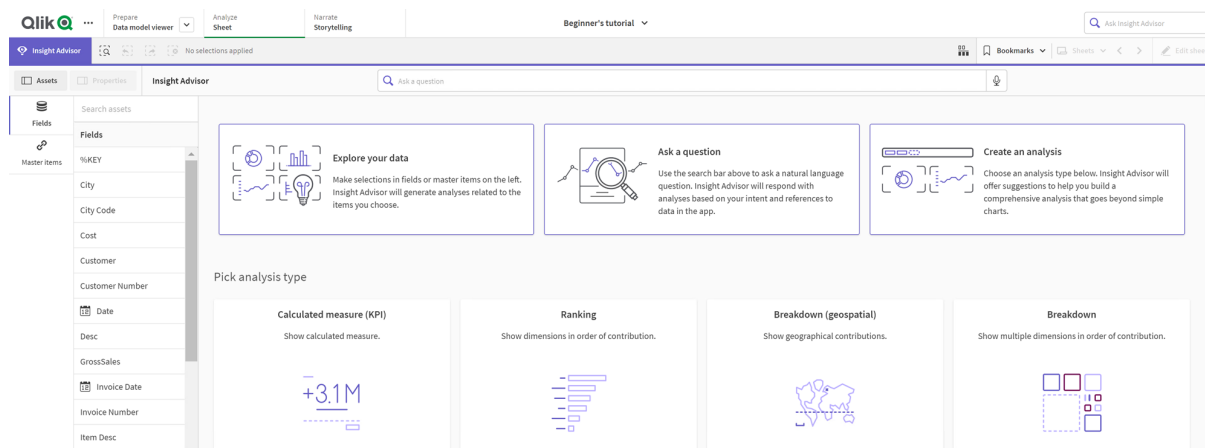 Qlik
Prepare
Data model viewer
Analyze
Sheet
Narrate
Storytelling
Beginner's tutorial
Ask Insight Advisor
Insight Advisor
No selections applied
Bookmarks
Sheets
Edit shee
Assets
Properties
Insight Advisor
Ask a question
Fields
Master items
Search assets
Fields
%KEY
City
City Code
Cost
Customer
Customer Number
Date
Desc
GrossSales
Invoice Date
Invoice Number
Item Desc
Explore your data
Make selections in fields or master items on the left.
Insight Advisor will generate analyses related to the
items you choose.
Ask a question
Use the search bar above to ask a natural language
question. Insight Advisor will respond with
analyses based on your intent and references to
data in the app.
Create an analysis
Choose an analysis type below. Insight Advisor will
offer suggestions to help you build a
comprehensive analysis that goes beyond simple
charts.
Pick analysis type
Calculated measure (KPI)
Show calculated measure.
+3.1M
Ranking
Show dimensions in order of contribution.
Breakdown (geospatial)
Show geographical contributions.
Breakdown
Show multiple dimensions in order of contribution.